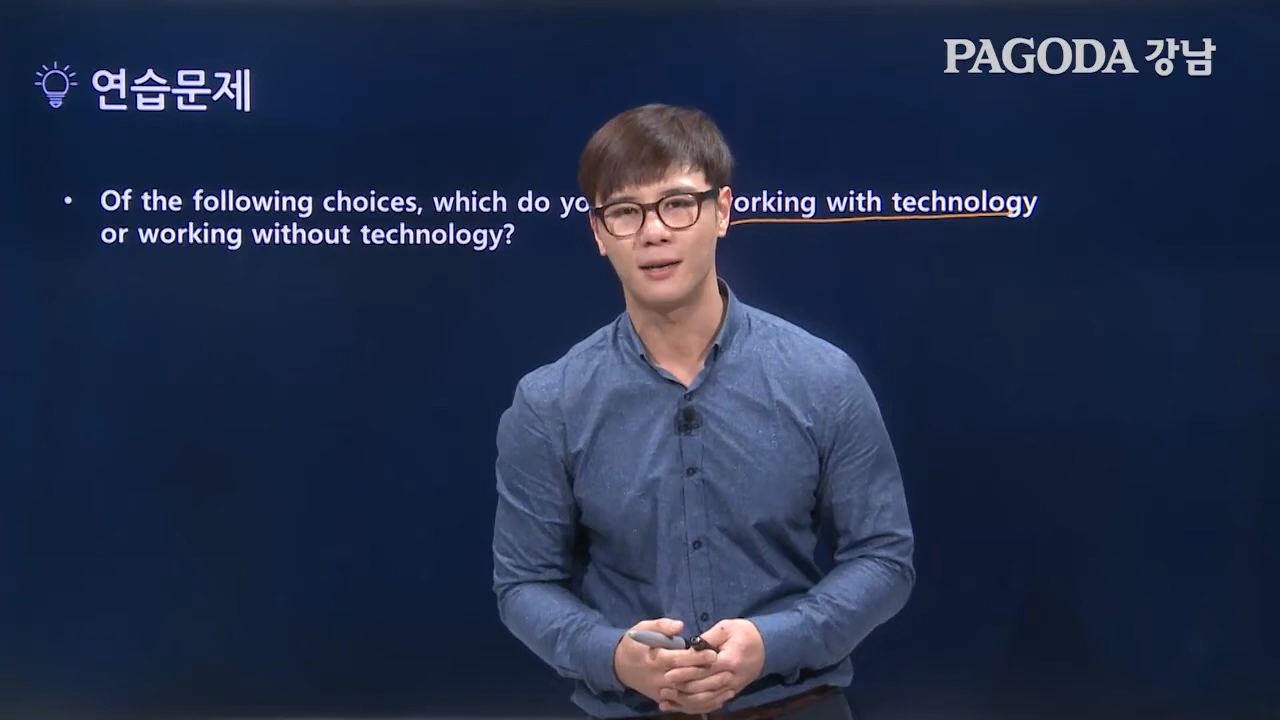 PAGODA 강남
연습문제
• Of the following choices, which do yo orking with technology
or working without technology?